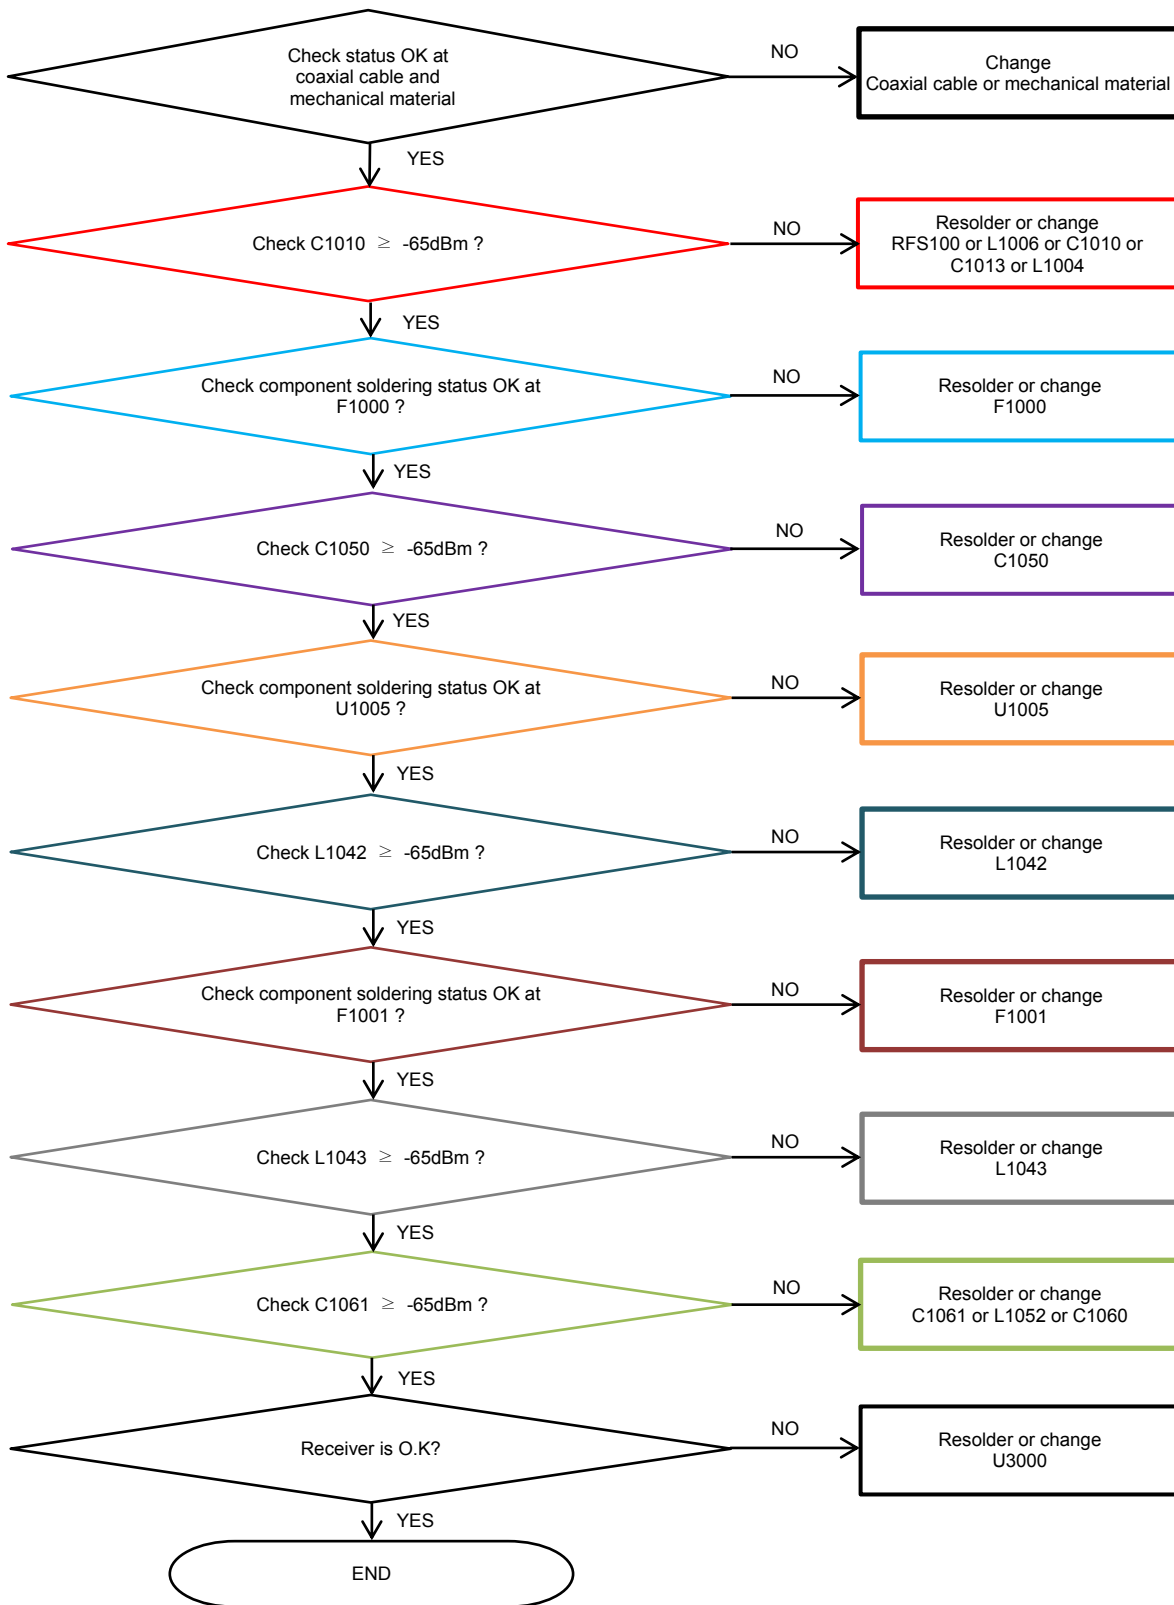 Check status OK at
coaxial cable and
mechanical material
NO
Change
Coaxial cable or mechanical material
YES
Check C1010 ≥ -65dBm ?
NO
Resolder or change
RFS100 or L1006 or C1010 or
C1013 or L1004
YES
Check component soldering status OK at
F1000 ?
NO
Resolder or change
F1000
YES
Check C1050 ≥ -65dBm ?
NO
Resolder or change
C1050
YES
Check component soldering status OK at
U1005 ?
NO
Resolder or change
U1005
YES
Check L1042 ≥ -65dBm ?
NO
Resolder or change
L1042
YES
Check component soldering status OK at
F1001 ?
NO
Resolder or change
F1001
YES
Check L1043 ≥ -65dBm ?
NO
Resolder or change
L1043
YES
Check C1061 ≥ -65dBm ?
NO
Resolder or change
C1061 or L1052 or C1060
YES
Receiver is O.K?
NO
Resolder or change
U3000
YES
END